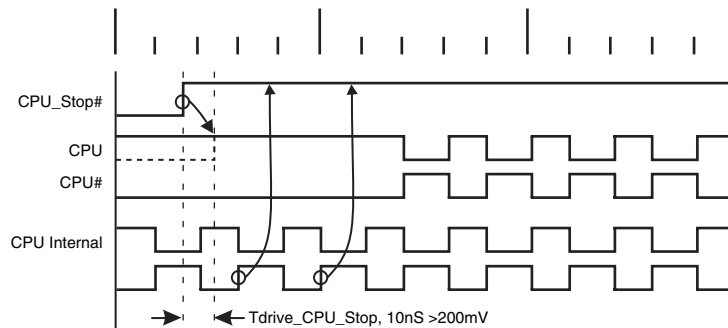 CPU_Stop#
CPU
CPU#
CPU Internal
Tdrive_CPU_Stop, 10nS >200mV